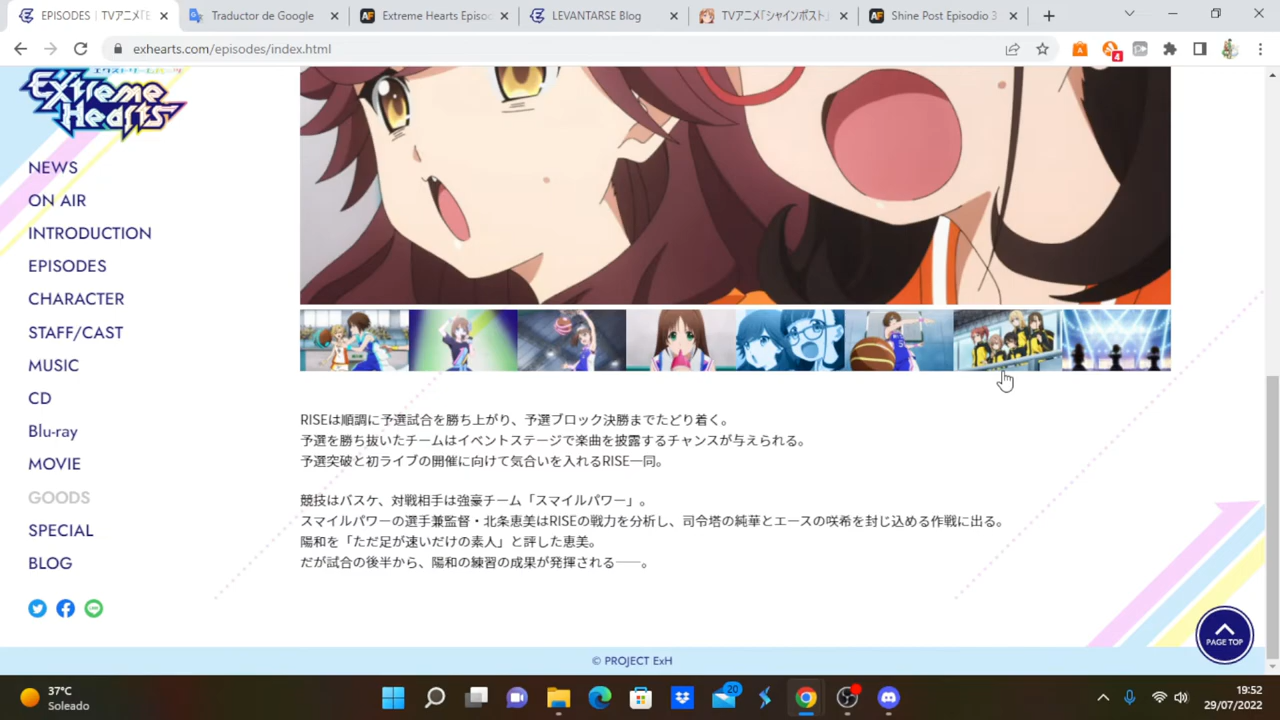 EPISODES | TVアニメ「E
Traductor de Google
Extreme Hearts Episoc
LEVANTARSE Blog
TVアニメ「シャインポスト」
Shine Post Episodio 3
exhearts.com/episodes/index.html
4
エクストリームハーツ
Extreme Hearts
NEWS
ON AIR
INTRODUCTION
EPISODES
CHARACTER
STAFF/CAST
MUSIC
CD
Blu-ray
MOVIE
GOODS
SPECIAL
BLOG
RISEは順調に予選試合を勝ち上がり、予選ブロック決勝までたどり着く。
予選を勝ち抜いたチームはイベントステージで楽曲を披露するチャンスが与えられる。
予選突破と初ライブの開催に向けて気合いを入れるRISE一同。
競技はバスケ、対戦相手は強豪チーム「スマイルパワー」。
スマイルパワーの選手兼監督・北条恵美はRISEの戦力を分析し、司令塔の純華とエースの咲希を封じ込める作戦に出る。
陽和を「ただ足が速いだけの素人」と評した恵美。
だが試合の後半から、陽和の練習の成果が発揮される――。
PAGE TOP
© PROJECT ExH
37°C
Soleado
20
19:52
29/07/2022